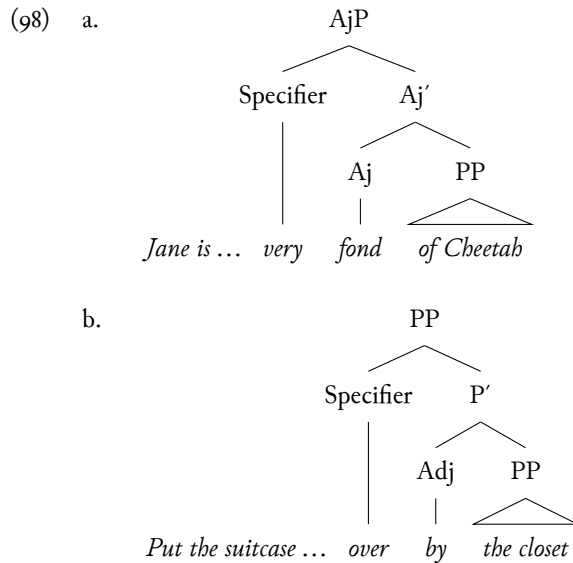 (98) a. AjP
Specifier Aj′
Aj PP
Jane is … very fond of Cheetah
b. PP
Specifier P′
Adj PP
Put the suitcase … over by the closet